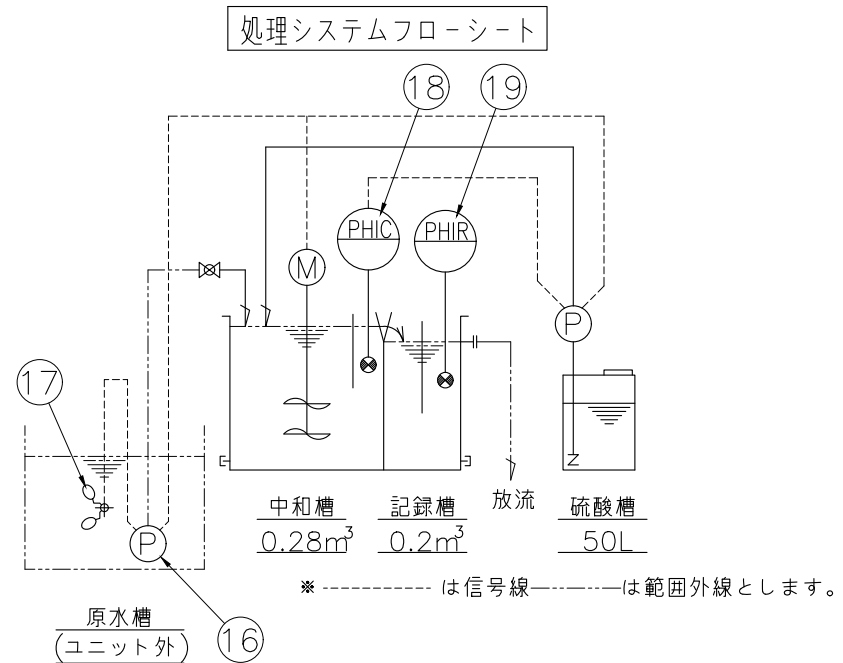 処理システムフローシート
18
19
PHIC
PHIR
M
P
17
P
中和槽
0.28m³
記録槽
0.2m³
放流
硫酸槽
50L
※ --------- は信号線―--―--―は範囲外線とします。
原水槽
(ユニット外)
16